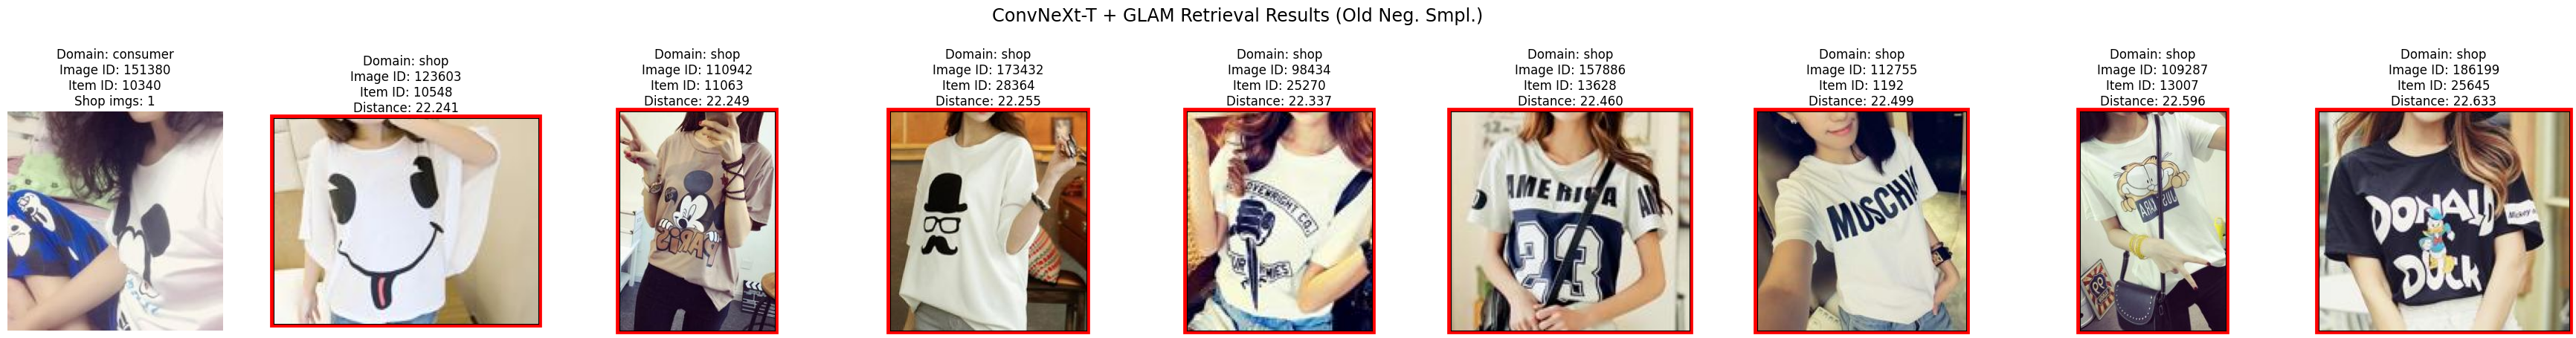 ConvNeXt-T + GLAM Retrieval Results (Old Neg. Smpl.)
Domain: consumer
Image ID: 151380
Item ID: 10340
Shop imgs: 1
Domain: shop
Image ID: 123603
Item ID: 10548
Distance: 22.241
Domain: shop
Image ID: 110942
Item ID: 11063
Distance: 22.249
PARIS
Domain: shop
Image ID: 173432
Item ID: 28364
Distance: 22.255
Domain: shop
Image ID: 98434
Item ID: 25270
Distance: 22.337
Domain: shop
Image ID: 157886
Item ID: 13628
Distance: 22.460
AMERICA
23
Domain: shop
Image ID: 112755
Item ID: 1192
Distance: 22.499
Domain: shop
Image ID: 109287
Item ID: 13007
Distance: 22.596
Domain: shop
Image ID: 186199
Item ID: 25645
Distance: 22.633
DONALD
DUCK